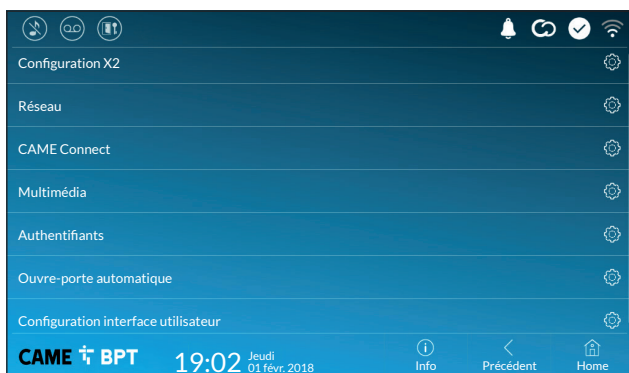 Configuration X2
Réseau
CAME Connect
Multimédia
Authentifiants
Ouvre-porte automatique
Configuration interface utilisateur
CAME BPT
19:02
Jeudi
01 févr. 2018
Info
Précédent
Home